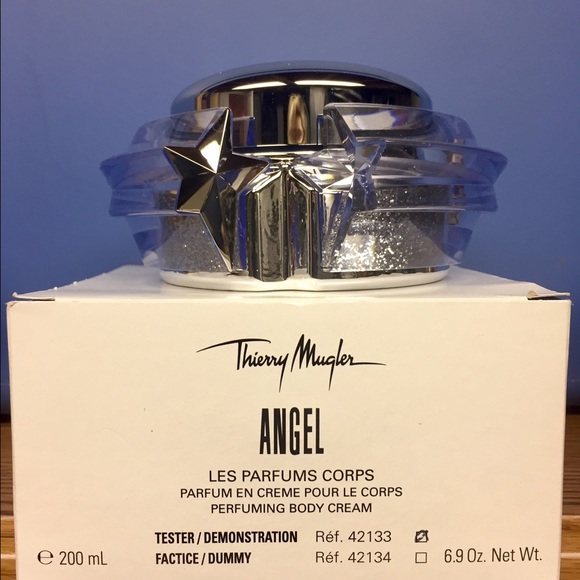 Thierry Mugler
ANGEL
LES PARFUMS CORPS
PARFUM EN CREME POUR LE CORPS
PERFUMING BODY CREAM
TESTER / DEMONSTRATION Réf. 42133 ☑
℮ 200 mL FACTICE / DUMMY Réf. 42134 ☐ 6.9 Oz. Net Wt.